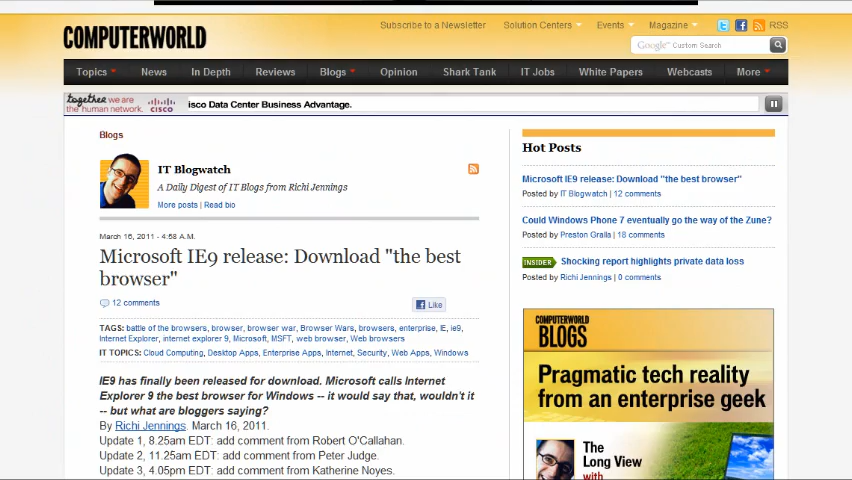 COMPUTERWORLD
Subscribe to a Newsletter Solution Centers Events Magazine RSS
Google Custom Search
Topics News In Depth Reviews Blogs Opinion Shark Tank IT Jobs White Papers Webcasts More
together we are the human network. CISCO isco Data Center Business Advantage.
Blogs
IT Blogwatch
A Daily Digest of IT Blogs from Richi Jennings
More posts | Read bio
March 16, 2011 - 4:58 A.M.
Microsoft IE9 release: Download "the best
browser"
12 comments
Like
TAGS: battle of the browsers, browser, browser war, Browser Wars, browsers, enterprise, IE, ie9,
Internet Explorer, internet explorer 9, Microsoft, MSFT, web browser, Web browsers
IT TOPICS: Cloud Computing, Desktop Apps, Enterprise Apps, Internet, Security, Web Apps, Windows
IE9 has finally been released for download. Microsoft calls Internet
Explorer 9 the best browser for Windows -- it would say that, wouldn't it
-- but what are bloggers saying?
By Richi Jennings. March 16, 2011.
Update 1, 8.25am EDT: add comment from Robert O'Callahan.
Update 2, 11.25am EDT: add comment from Peter Judge.
Update 3, 4.05pm EDT: add comment from Katherine Noyes.
Hot Posts
Microsoft IE9 release: Download "the best browser"
Posted by IT Blogwatch | 12 comments
Could Windows Phone 7 eventually go the way of the Zune?
Posted by Preston Gralla | 18 comments
INSIDER Shocking report highlights private data loss
Posted by Richi Jennings | 0 comments
COMPUTERWORLD
BLOGS
Pragmatic tech reality
from an enterprise geek
The
Long View
with